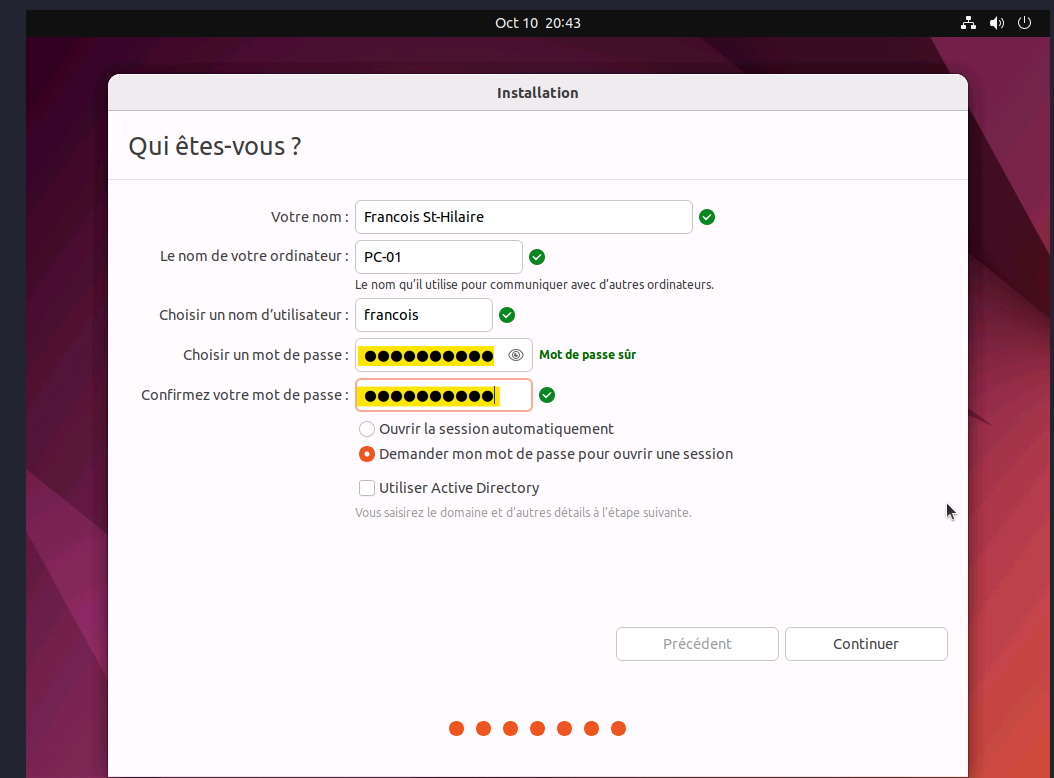 Oct 10 20:43
Installation
Qui êtes-vous ?
Votre nom : Francois St-Hilaire
Le nom de votre ordinateur : PC-01
Le nom qu’il utilise pour communiquer avec d’autres ordinateurs.
Choisir un nom d’utilisateur : francois
Choisir un mot de passe : ●●●●●●●●●● Mot de passe sûr
Confirmez votre mot de passe : ●●●●●●●●●●
Ouvrir la session automatiquement
Demander mon mot de passe pour ouvrir une session
Utiliser Active Directory
Vous saisirez le domaine et d'autres détails à l'étape suivante.
Précédent Continuer